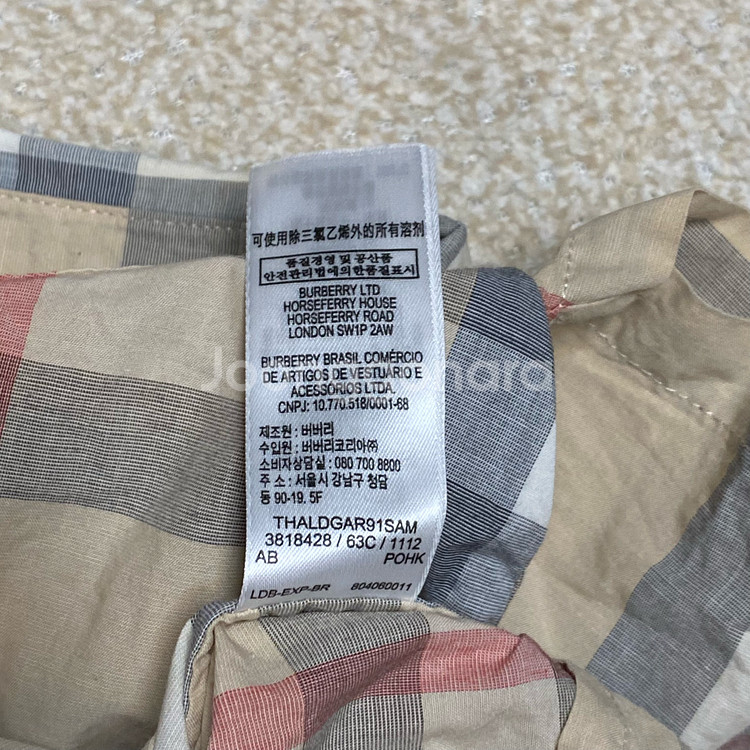 可使用除三氯乙烯外的所有溶剂
품질경영 및 공산품
안전관리법에의한품질표시
BURBERRY LTD
HORSEFERRY HOUSE
HORSEFERRY ROAD
LONDON SW1P 2AW
BURBERRY BRASIL COMÉRCIO
DE ARTIGOS DE VESTUÁRIO E
ACESSÓRIOS LTDA.
CNPJ: 10.770.518/0001-68
제조원 : 버버리
수입원 : 버버리코리아㈜
소비자상담실 : 080 700 8800
주 소 : 서울시 강남구 청담
동 90-19. 5F
THALDGAR91SAM
3818428 / 63C / 1112
AB POHK
LDB-EXP-BR 804060011